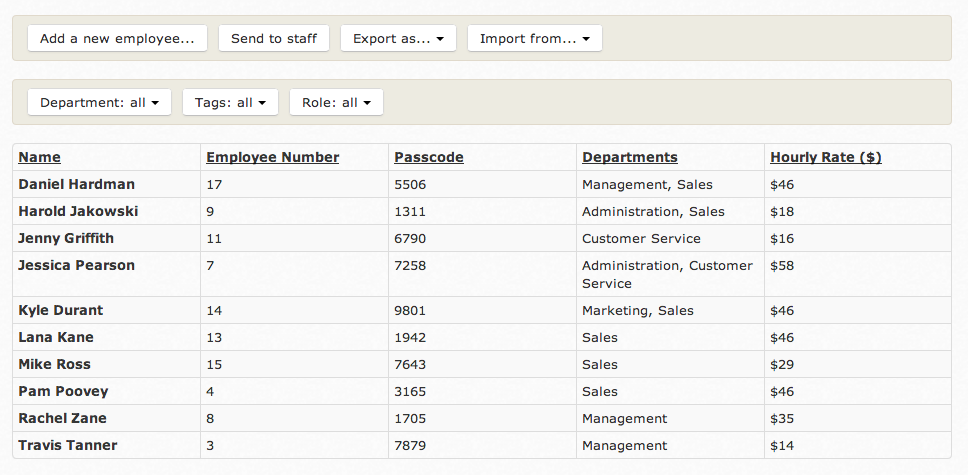 Add a new employee... Send to staff Export as... Import from...
Department: all Tags: all Role: all
Name Employee Number Passcode Departments Hourly Rate ($)
Daniel Hardman 17 5506 Management, Sales $46
Harold Jakowski 9 1311 Administration, Sales $18
Jenny Griffith 11 6790 Customer Service $16
Jessica Pearson 7 7258 Administration, Customer $58
Service
Kyle Durant 14 9801 Marketing, Sales $46
Lana Kane 13 1942 Sales $46
Mike Ross 15 7643 Sales $29
Pam Poovey 4 3165 Sales $46
Rachel Zane 8 1705 Management $35
Travis Tanner 3 7879 Management $14